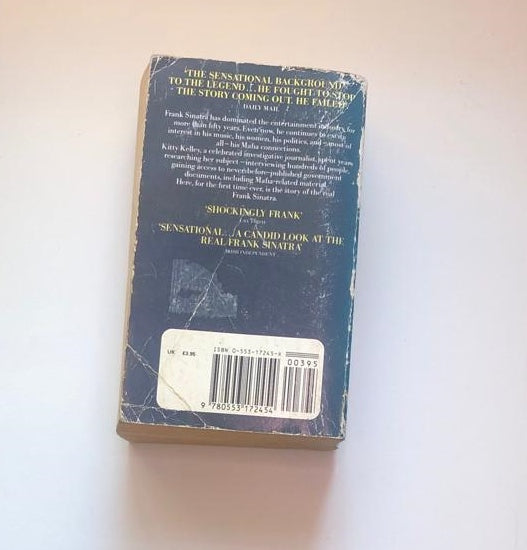 'THE SENSATIONAL BACKGROUND
TO THE LEGEND... HE FOUGHT TO STOP
THE STORY COMING OUT. HE FAILED'
DAILY MAIL
Frank Sinatra has dominated the entertainment industry for
more than fifty years. Even now, he continues to excite
interest in his music, his women, his politics, and – most of
all – his Mafia connections.
Kitty Kelley, a celebrated investigative journalist, spent years
researching her subject – interviewing hundreds of people,
gaining access to never-before-published government
documents, including Mafia-related material.
Here, for the first time ever, is the story of the real
Frank Sinatra.
'SHOCKINGLY FRANK'
'SENSATIONAL... A CANDID LOOK AT THE
REAL FRANK SINATRA'
IRISH INDEPENDENT
UK £3.95
ISBN 0-553-17245-X
00395
9 780553 172454